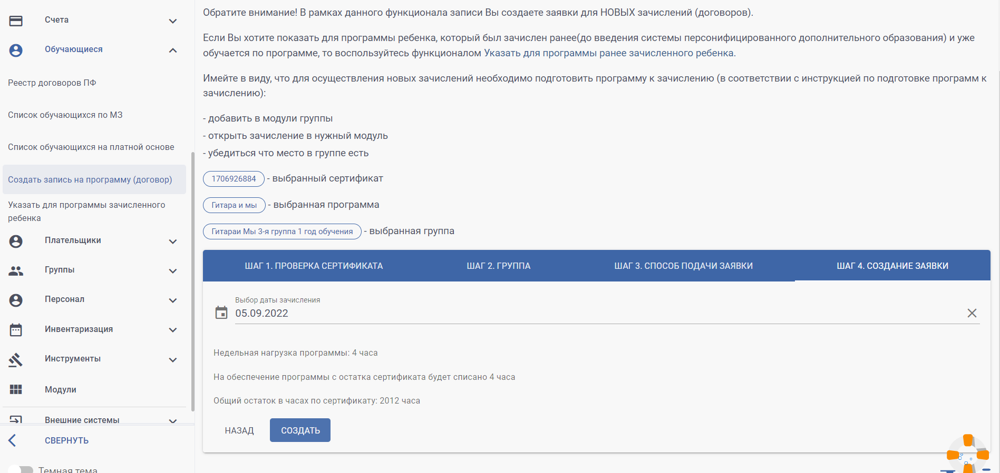 Счета
Обучающиеся
Реестр договоров ПФ
Список обучающихся по МЗ
Список обучающихся на платной основе
Создать запись на программу (договор)
Указать для программы зачисленного
ребенка
Плательщики
Группы
Персонал
Инвентаризация
Инструменты
Модули
Внешние системы
СВЕРНУТЬ
Темная тема
Обратите внимание! В рамках данного функционала записи Вы создаете заявки для НОВЫХ зачислений (договоров).
Если Вы хотите показать для программы ребенка, который был зачислен ранее(до введения системы персонифицированного дополнительного образования) и уже
обучается по программе, то воспользуйтесь функционалом Указать для программы ранее зачисленного ребенка.
Имейте в виду, что для осуществления новых зачислений необходимо подготовить программу к зачислению (в соответствии с инструкцией по подготовке программ к
зачислению):
- добавить в модули группы
- открыть зачисление в нужный модуль
- убедиться что место в группе есть
1706926884 - выбранный сертификат
Гитара и мы - выбранная программа
Гитараи Мы 3-я группа 1 год обучения - выбранная группа
ШАГ 1. ПРОВЕРКА СЕРТИФИКАТА ШАГ 2. ГРУППА ШАГ 3. СПОСОБ ПОДАЧИ ЗАЯВКИ ШАГ 4. СОЗДАНИЕ ЗАЯВКИ
Выбор даты зачисления
05.09.2022
Недельная нагрузка программы: 4 часа
На обеспечение программы с остатка сертификата будет списано 4 часа
Общий остаток в часах по сертификату: 2012 часа
НАЗАД СОЗДАТЬ